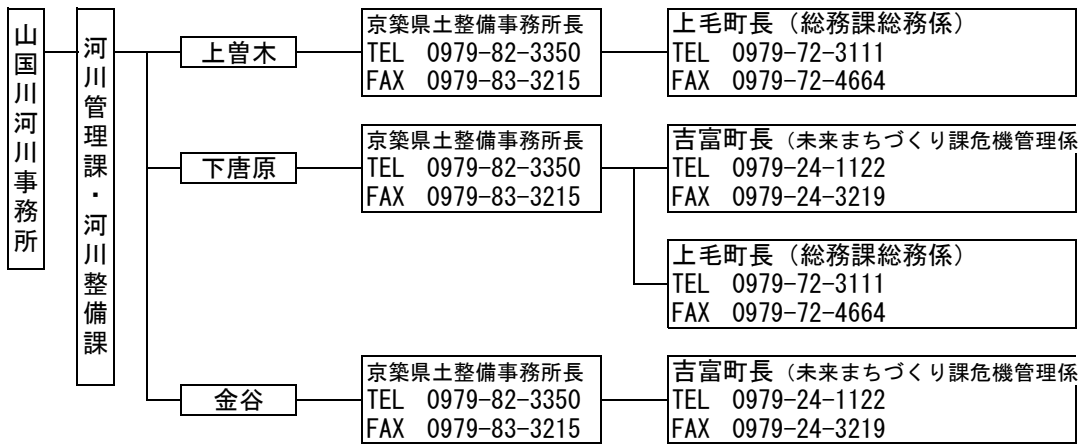 山国川河川事務所
河川管理課・河川整備課
上曽木
京築県土整備事務所長
TEL 0979-82-3350
FAX 0979-83-3215
上毛町長（総務課総務係）
TEL 0979-72-3111
FAX 0979-72-4664
下唐原
京築県土整備事務所長
TEL 0979-82-3350
FAX 0979-83-3215
吉富町長（未来まちづくり課危機管理係
TEL 0979-24-1122
FAX 0979-24-3219
上毛町長（総務課総務係）
TEL 0979-72-3111
FAX 0979-72-4664
金谷
京築県土整備事務所長
TEL 0979-82-3350
FAX 0979-83-3215
吉富町長（未来まちづくり課危機管理係
TEL 0979-24-1122
FAX 0979-24-3219